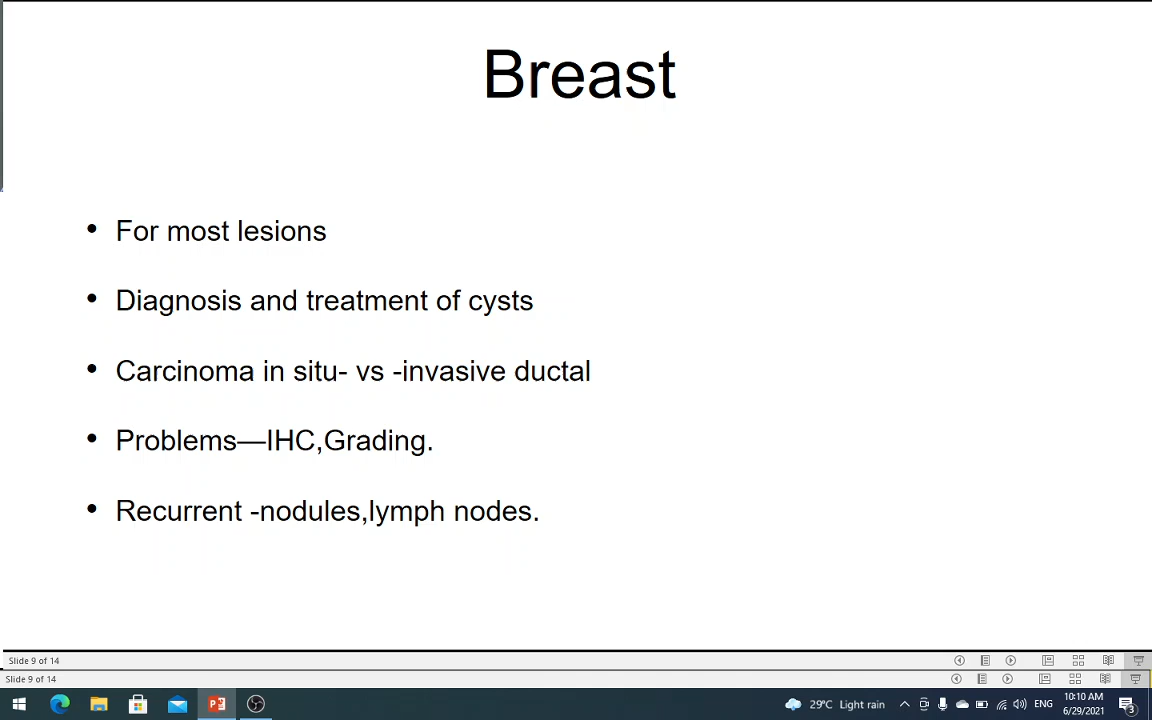 Breast
• For most lesions
• Diagnosis and treatment of cysts
• Carcinoma in situ- vs -invasive ductal
• Problems—IHC,Grading.
• Recurrent -nodules,lymph nodes.
Slide 9 of 14
Slide 9 of 14
29°C Light rain
ENG
10:10 AM
6/29/2021
3